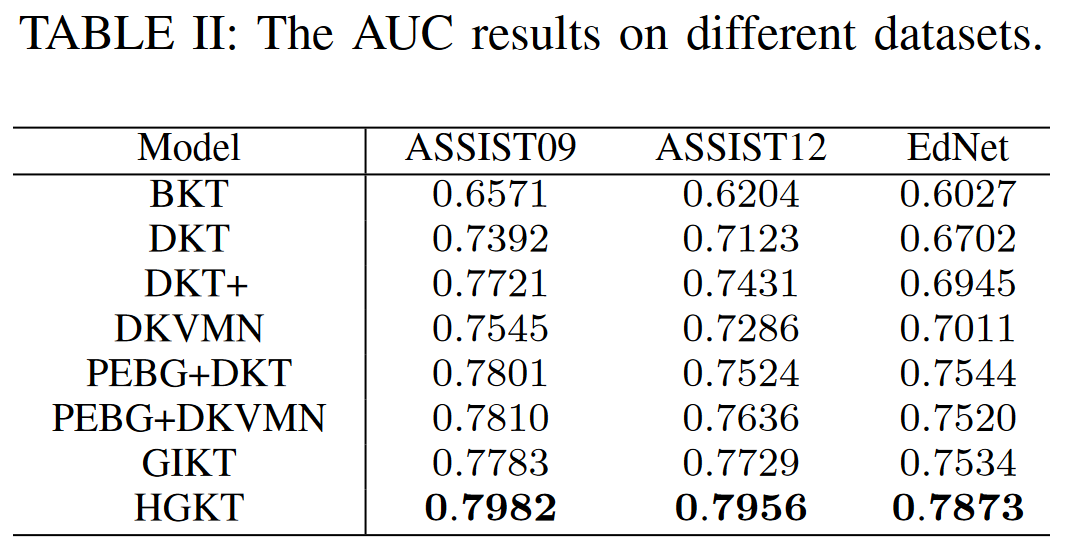 TABLE II: The AUC results on different datasets.
Model ASSIST09 ASSIST12 EdNet
BKT 0.6571 0.6204 0.6027
DKT 0.7392 0.7123 0.6702
DKT+ 0.7721 0.7431 0.6945
DKVMN 0.7545 0.7286 0.7011
PEBG+DKT 0.7801 0.7524 0.7544
PEBG+DKVMN 0.7810 0.7636 0.7520
GIKT 0.7783 0.7729 0.7534
HGKT 0.7982 0.7956 0.7873